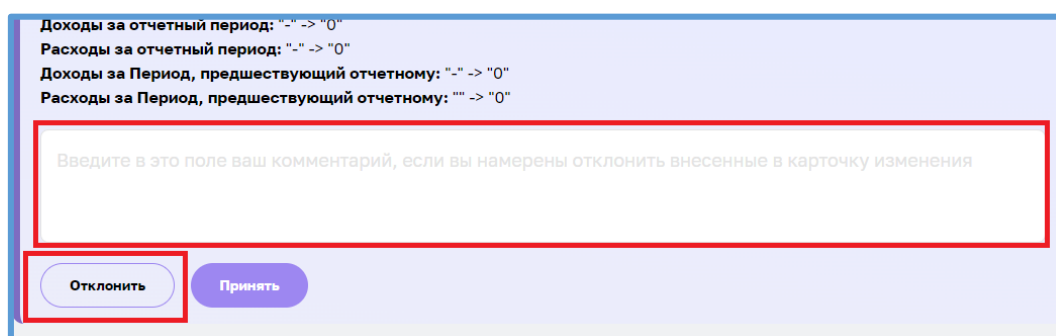 Доходы за отчетный период: "-" -> "0"
Расходы за отчетный период: "-" -> "0"
Доходы за Период, предшествующий отчетному: "-" -> "0"
Расходы за Период, предшествующий отчетному: "" -> "0"
Введите в это поле ваш комментарий, если вы намерены отклонить внесенные в карточку изменения
Отклонить Принять